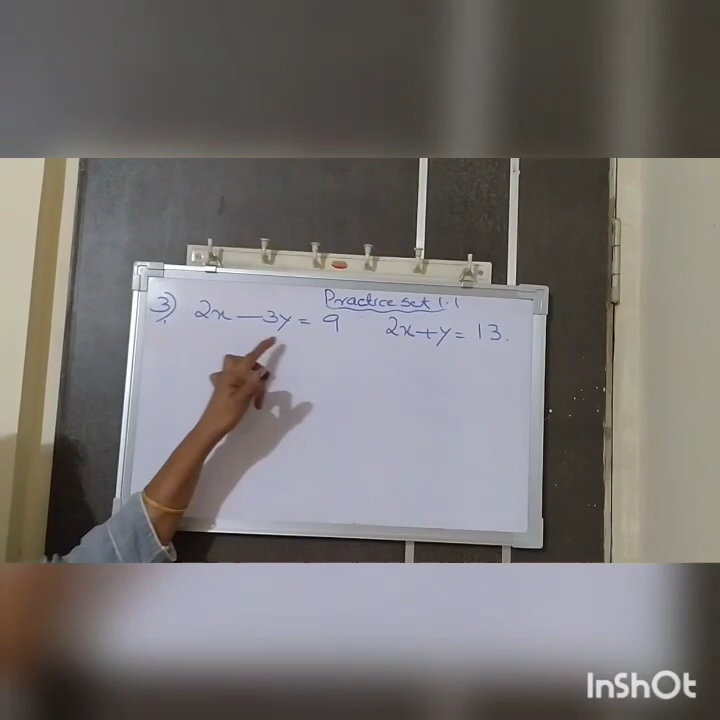 Practice set 1.1
3) 2x - 3y = 9 2x + y = 13.
InShOt